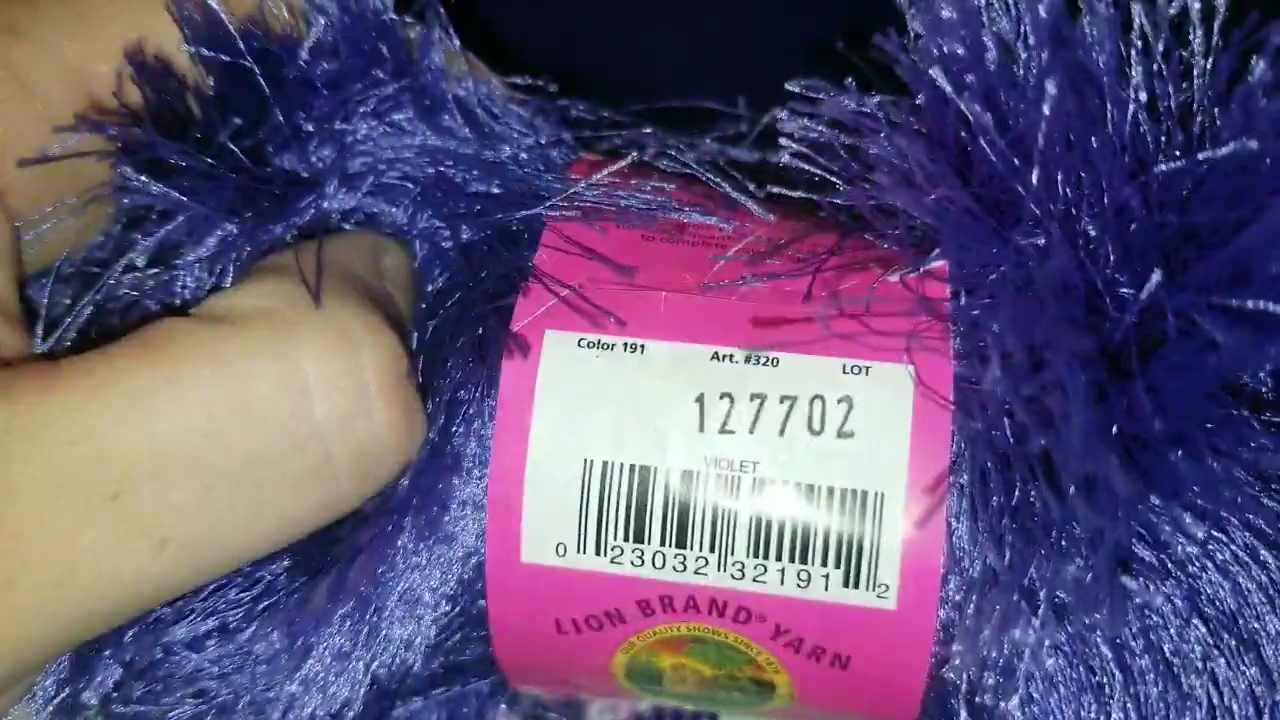 to complete
Color 191 Art. #320 LOT
127702
VIOLET
0 23032 32191 2
LION BRAND® YARN
OUR QUALITY SHOWS SINCE